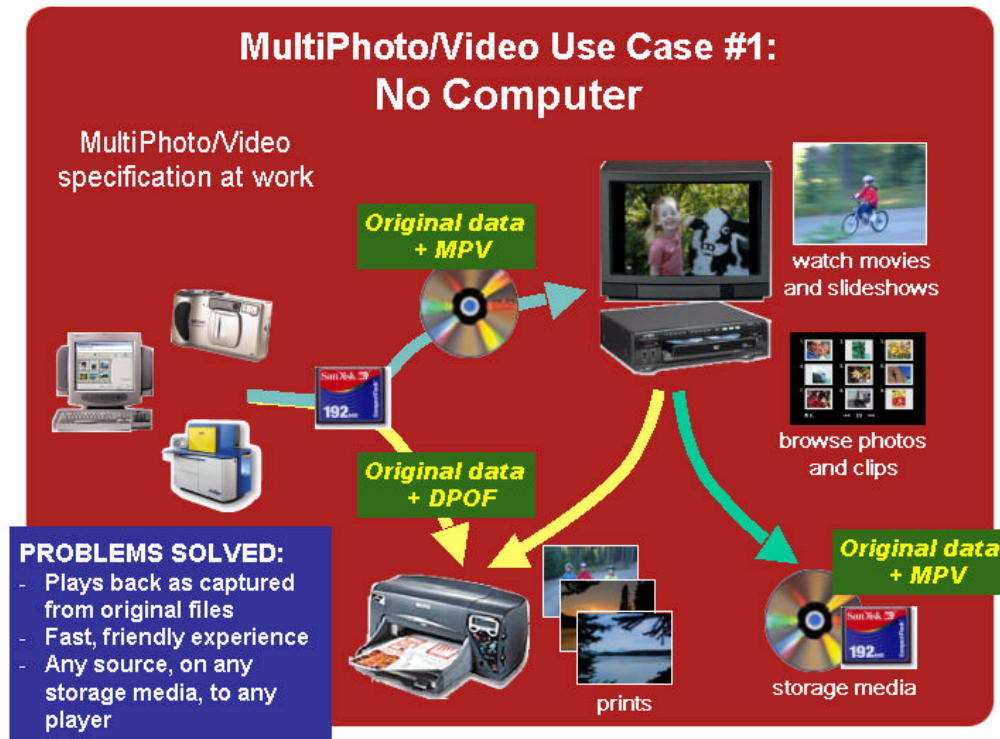 MultiPhoto/Video Use Case #1:
No Computer
MultiPhoto/Video
specification at work
Original data
+ MPV
watch movies
and slideshows
SanDisk
192
CompactFlash
browse photos
and clips
Original data
+ DPOF
PROBLEMS SOLVED:
- Plays back as captured
from original files
- Fast, friendly experience
- Any source, on any
storage media, to any
player
Original data
+ MPV
SanDisk
192
CompactFlash
prints
storage media